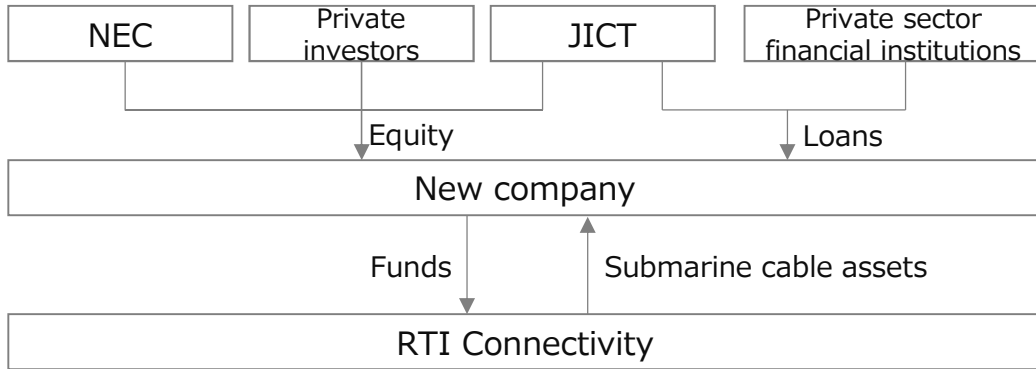 NEC
Private
investors
JICT
Private sector
financial institutions
Equity
Loans
New company
Funds
Submarine cable assets
RTI Connectivity